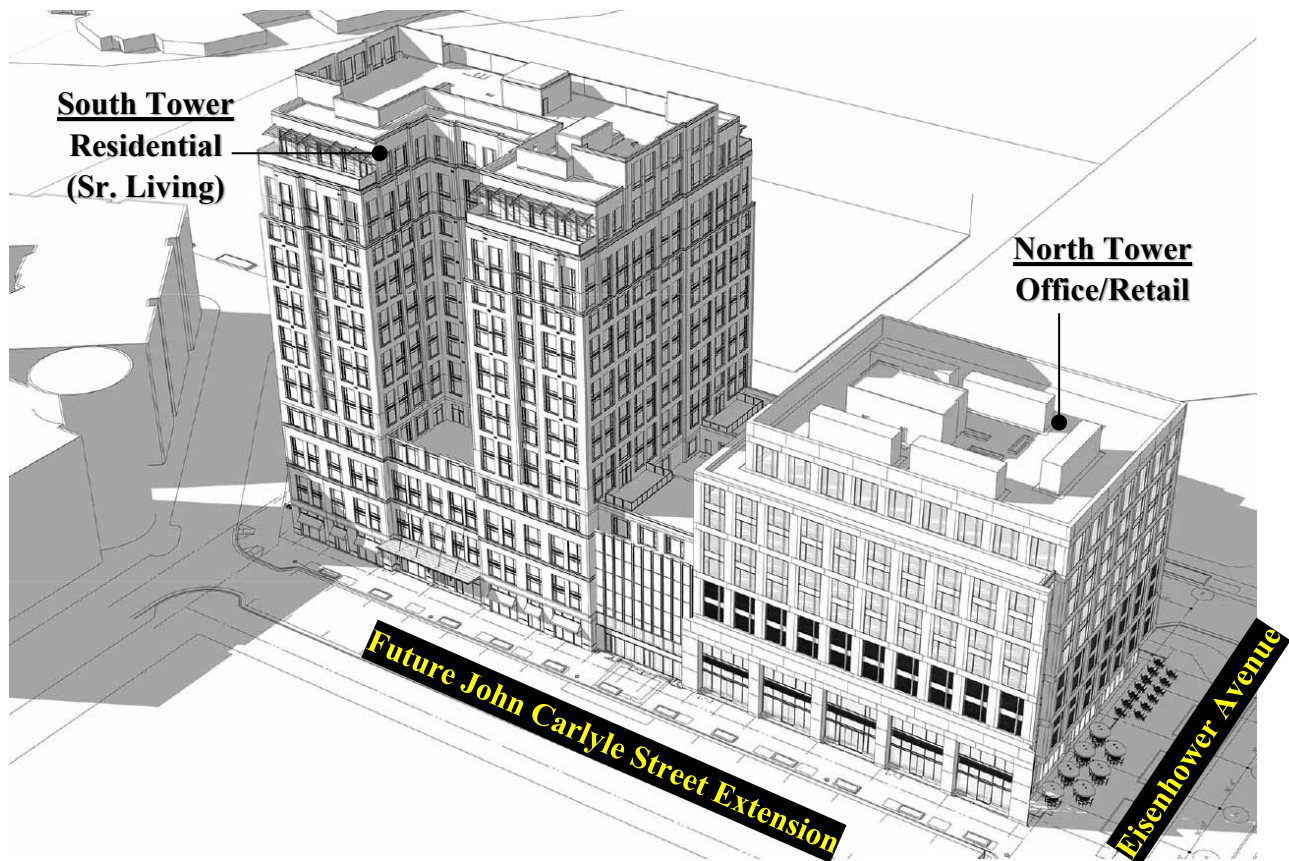 South Tower
Residential
(Sr. Living)
North Tower
Office/Retail
Future John Carlyle Street Extension
Eisenhower Avenue